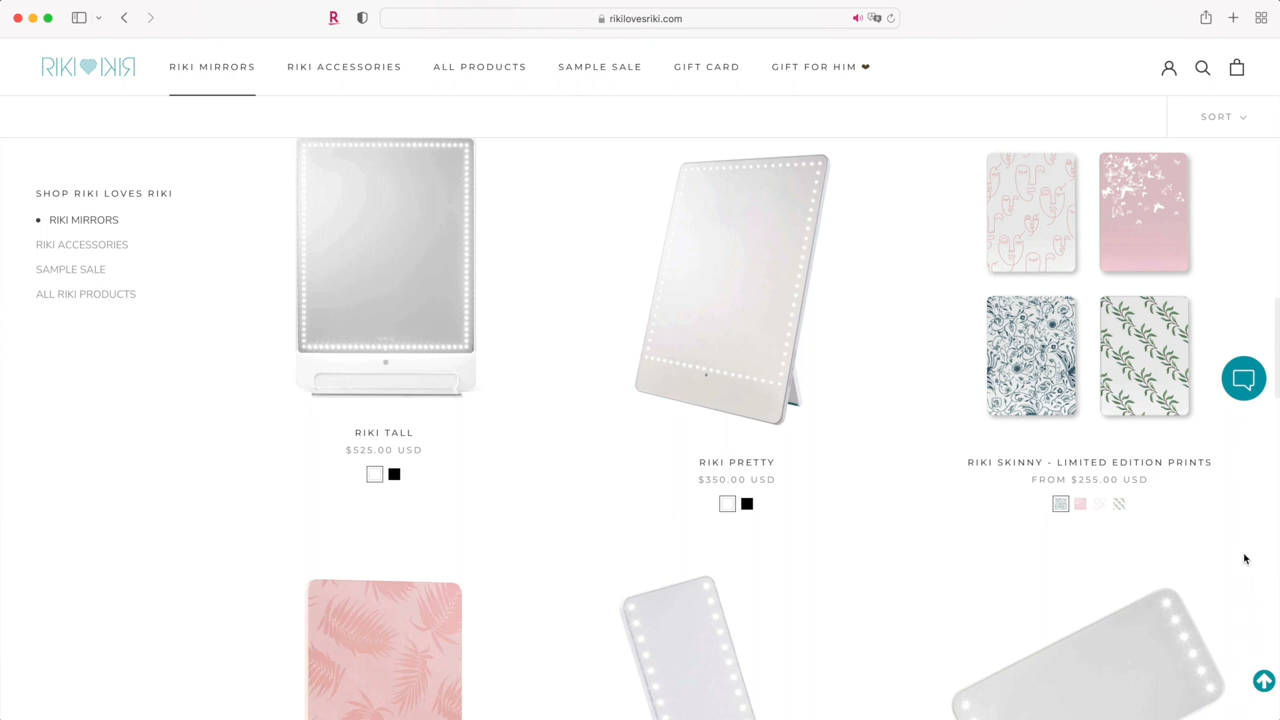 rikilovesriki.com
RIKI RIKI
RIKI MIRRORS
RIKI ACCESSORIES
ALL PRODUCTS
SAMPLE SALE
GIFT CARD
GIFT FOR HIM ❤
SORT
SHOP RIKI LOVES RIKI
RIKI MIRRORS
RIKI ACCESSORIES
SAMPLE SALE
ALL RIKI PRODUCTS
RIKI TALL
$525.00 USD
RIKI PRETTY
$350.00 USD
RIKI SKINNY - LIMITED EDITION PRINTS
FROM $255.00 USD